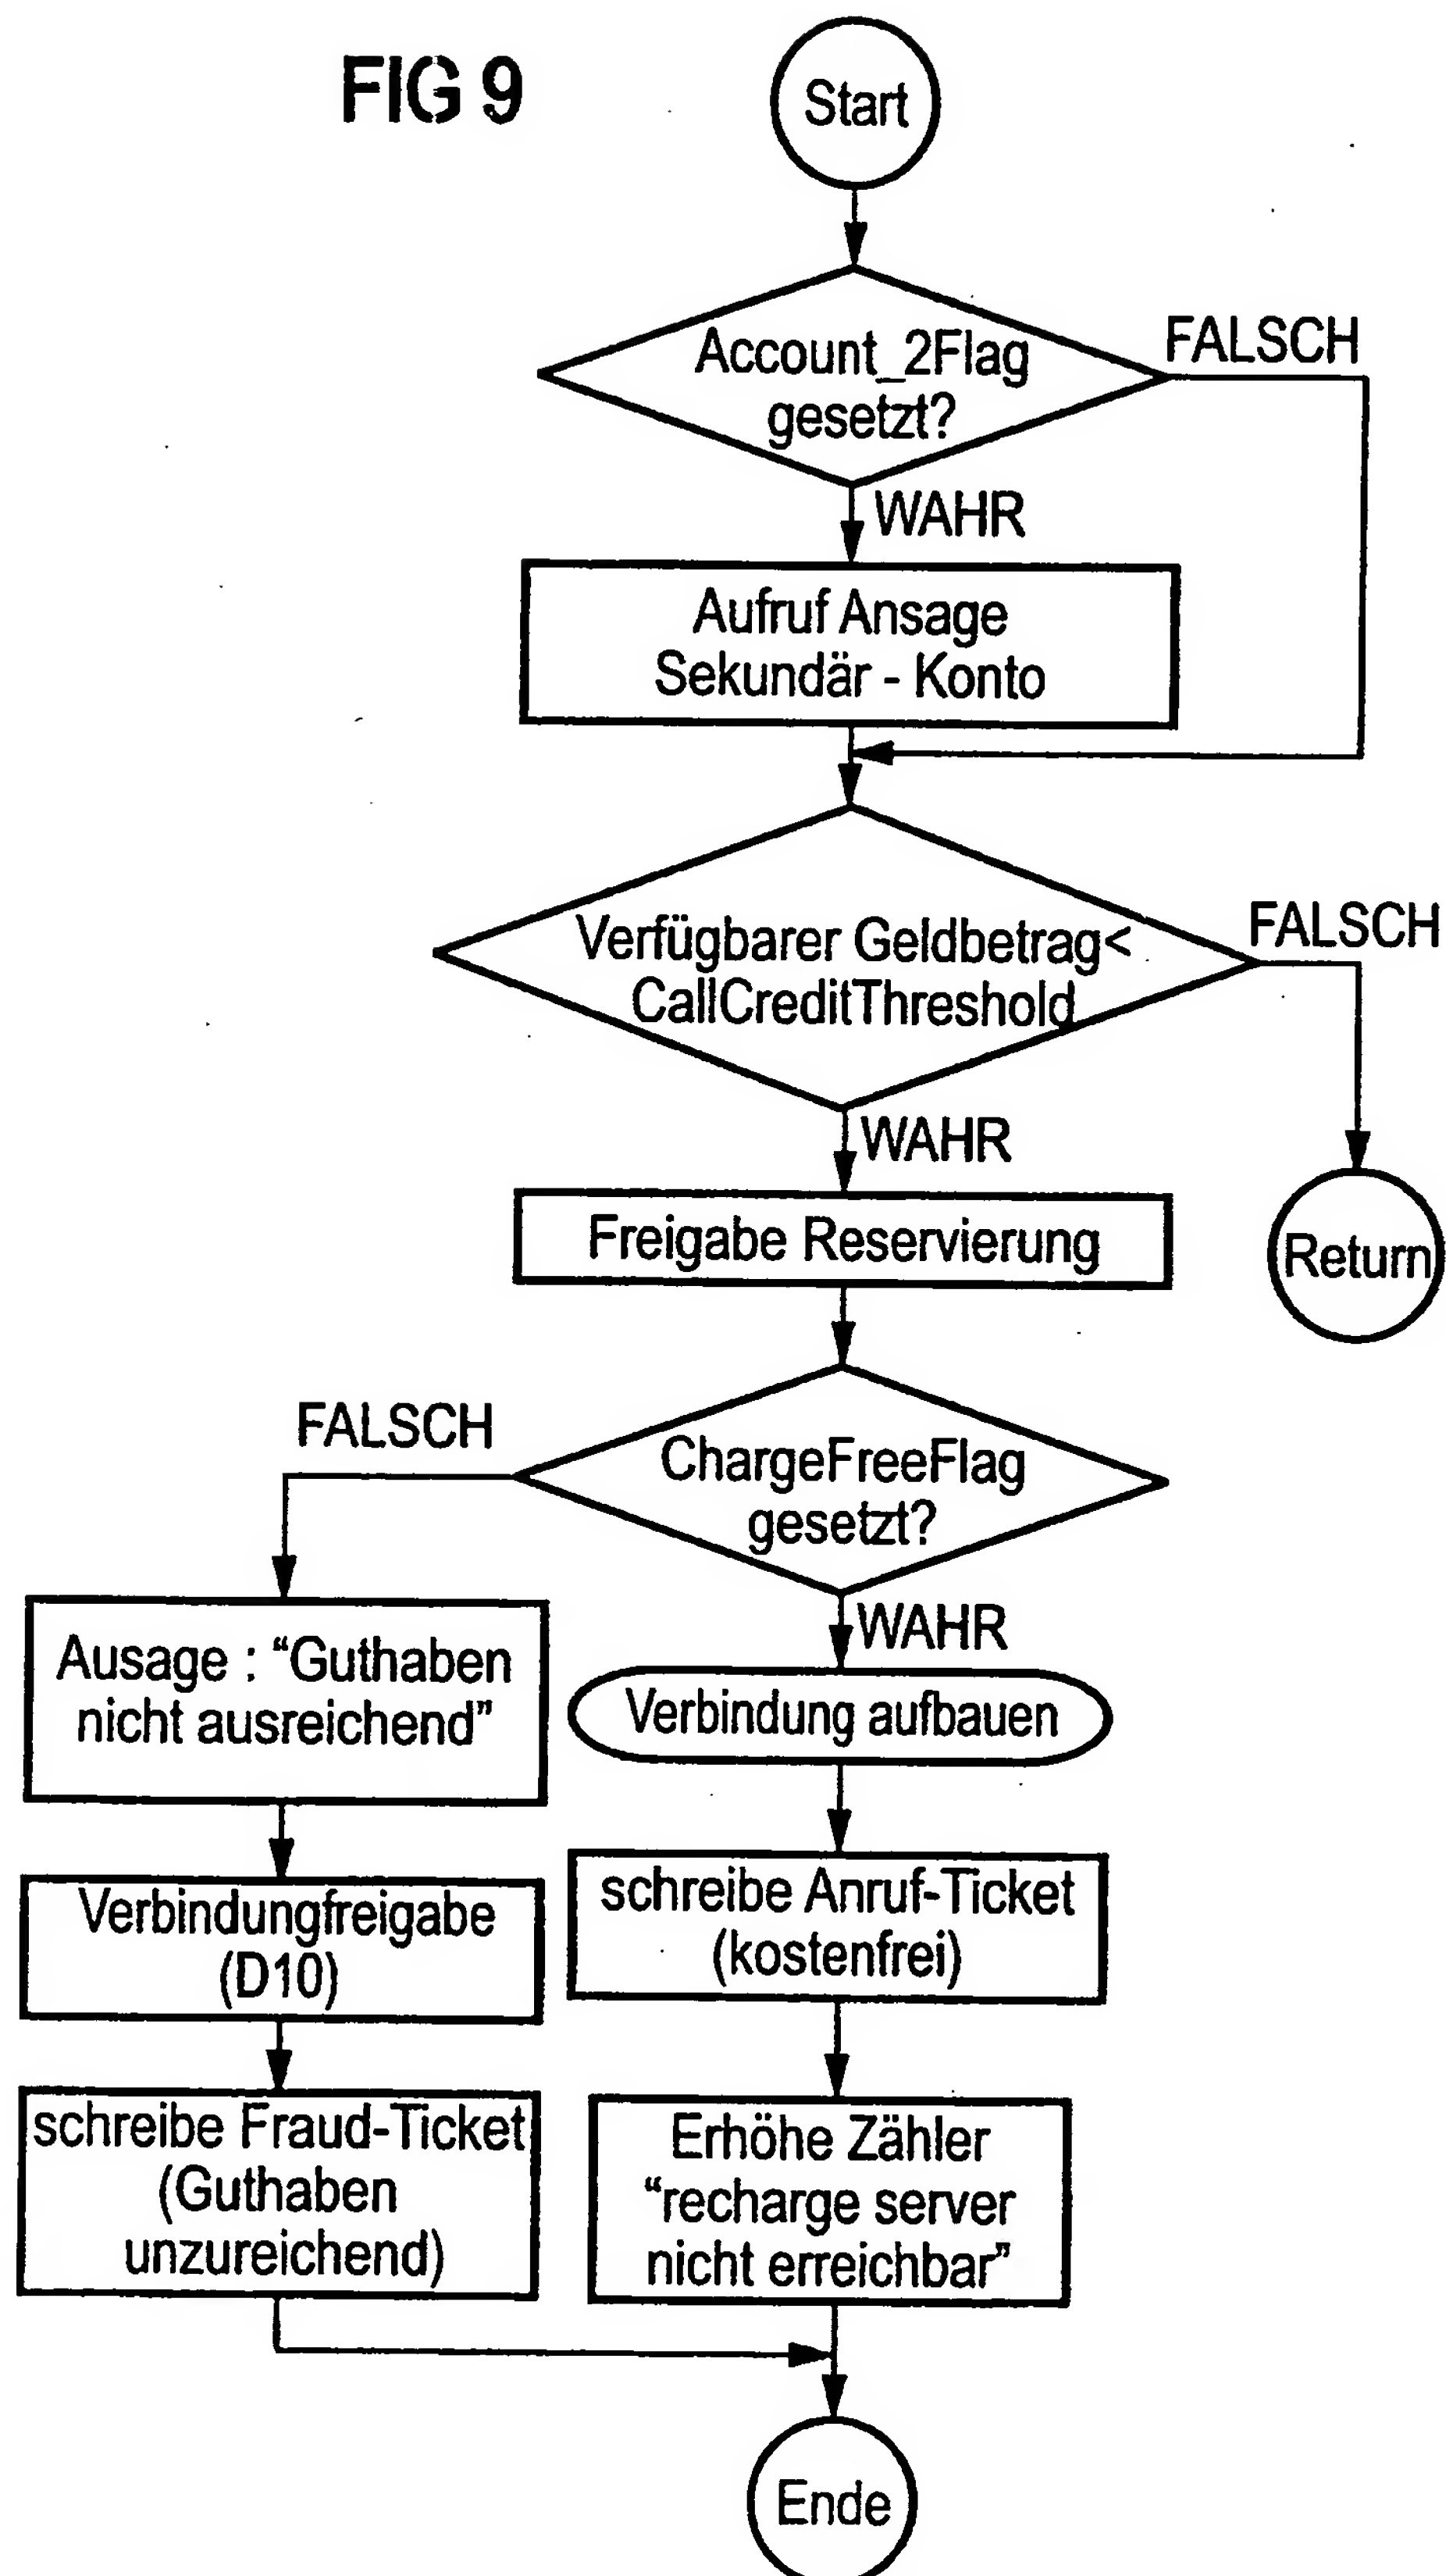 FIG 9
Start
Account_2Flag
gesetzt?
FALSCH
WAHR
Aufruf Ansage
Sekundär - Konto
Verfügbarer Geldbetrag<
CallCreditThreshold
FALSCH
WAHR
Freigabe Reservierung
Return
FALSCH
ChargeFreeFlag
gesetzt?
WAHR
Ausage : “Guthaben
nicht ausreichend”
Verbindung aufbauen
Verbindungfreigabe
(D10)
schreibe Anruf-Ticket
(kostenfrei)
schreibe Fraud-Ticket
(Guthaben
unzureichend)
Erhöhe Zähler
“recharge server
nicht erreichbar”
Ende